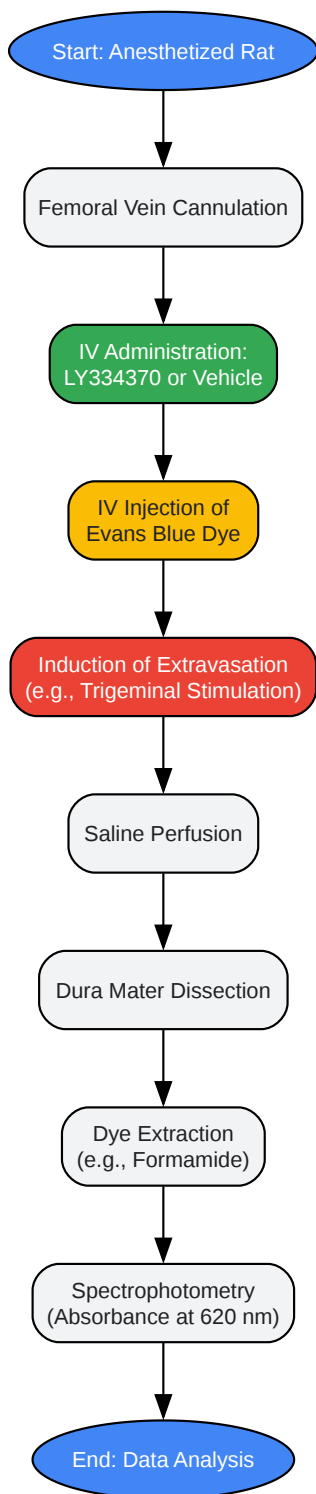 Start: Anesthetized Rat
Femoral Vein Cannulation
IV Administration:
LY334370 or Vehicle
IV Injection of
Evans Blue Dye
Induction of Extravasation
(e.g., Trigeminal Stimulation)
Saline Perfusion
Dura Mater Dissection
Dye Extraction
(e.g., Formamide)
Spectrophotometry
(Absorbance at 620 nm)
End: Data Analysis